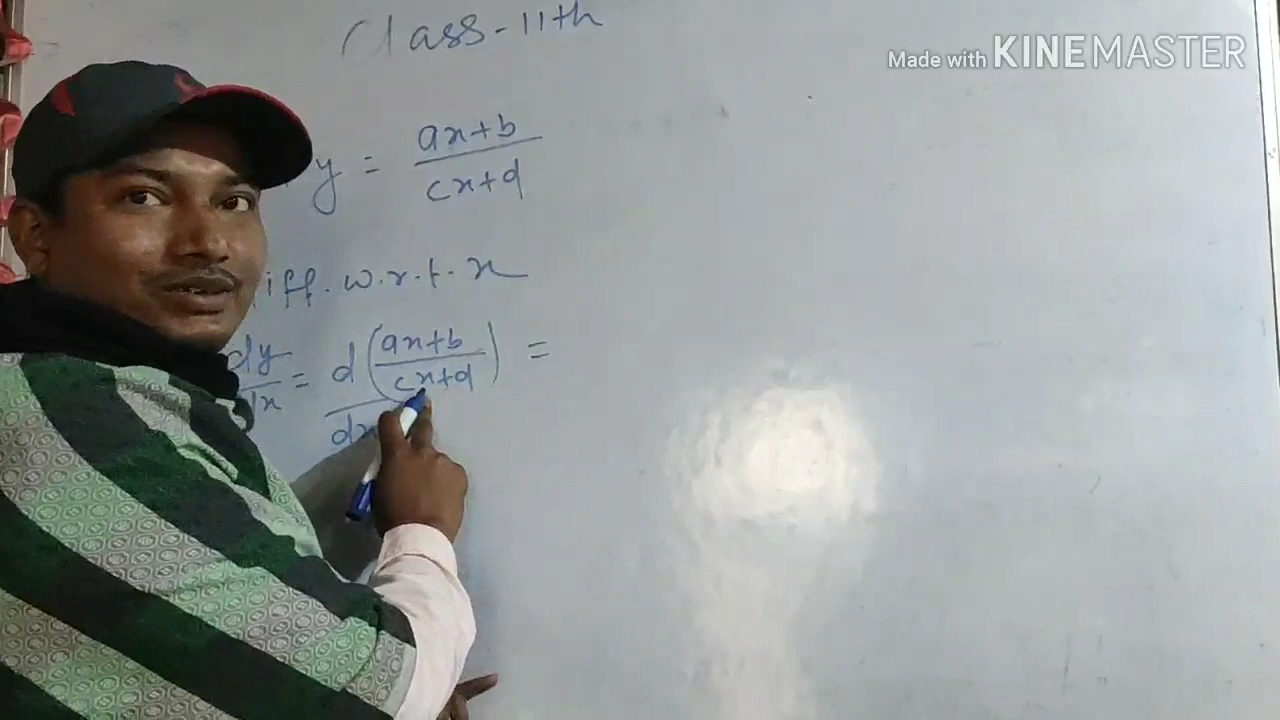 Class-11th
Made with KINEMASTER
y = ax+b
cx+d
iff. w.r.t. x
dy = d(ax+b) =
dx cx+d
dx